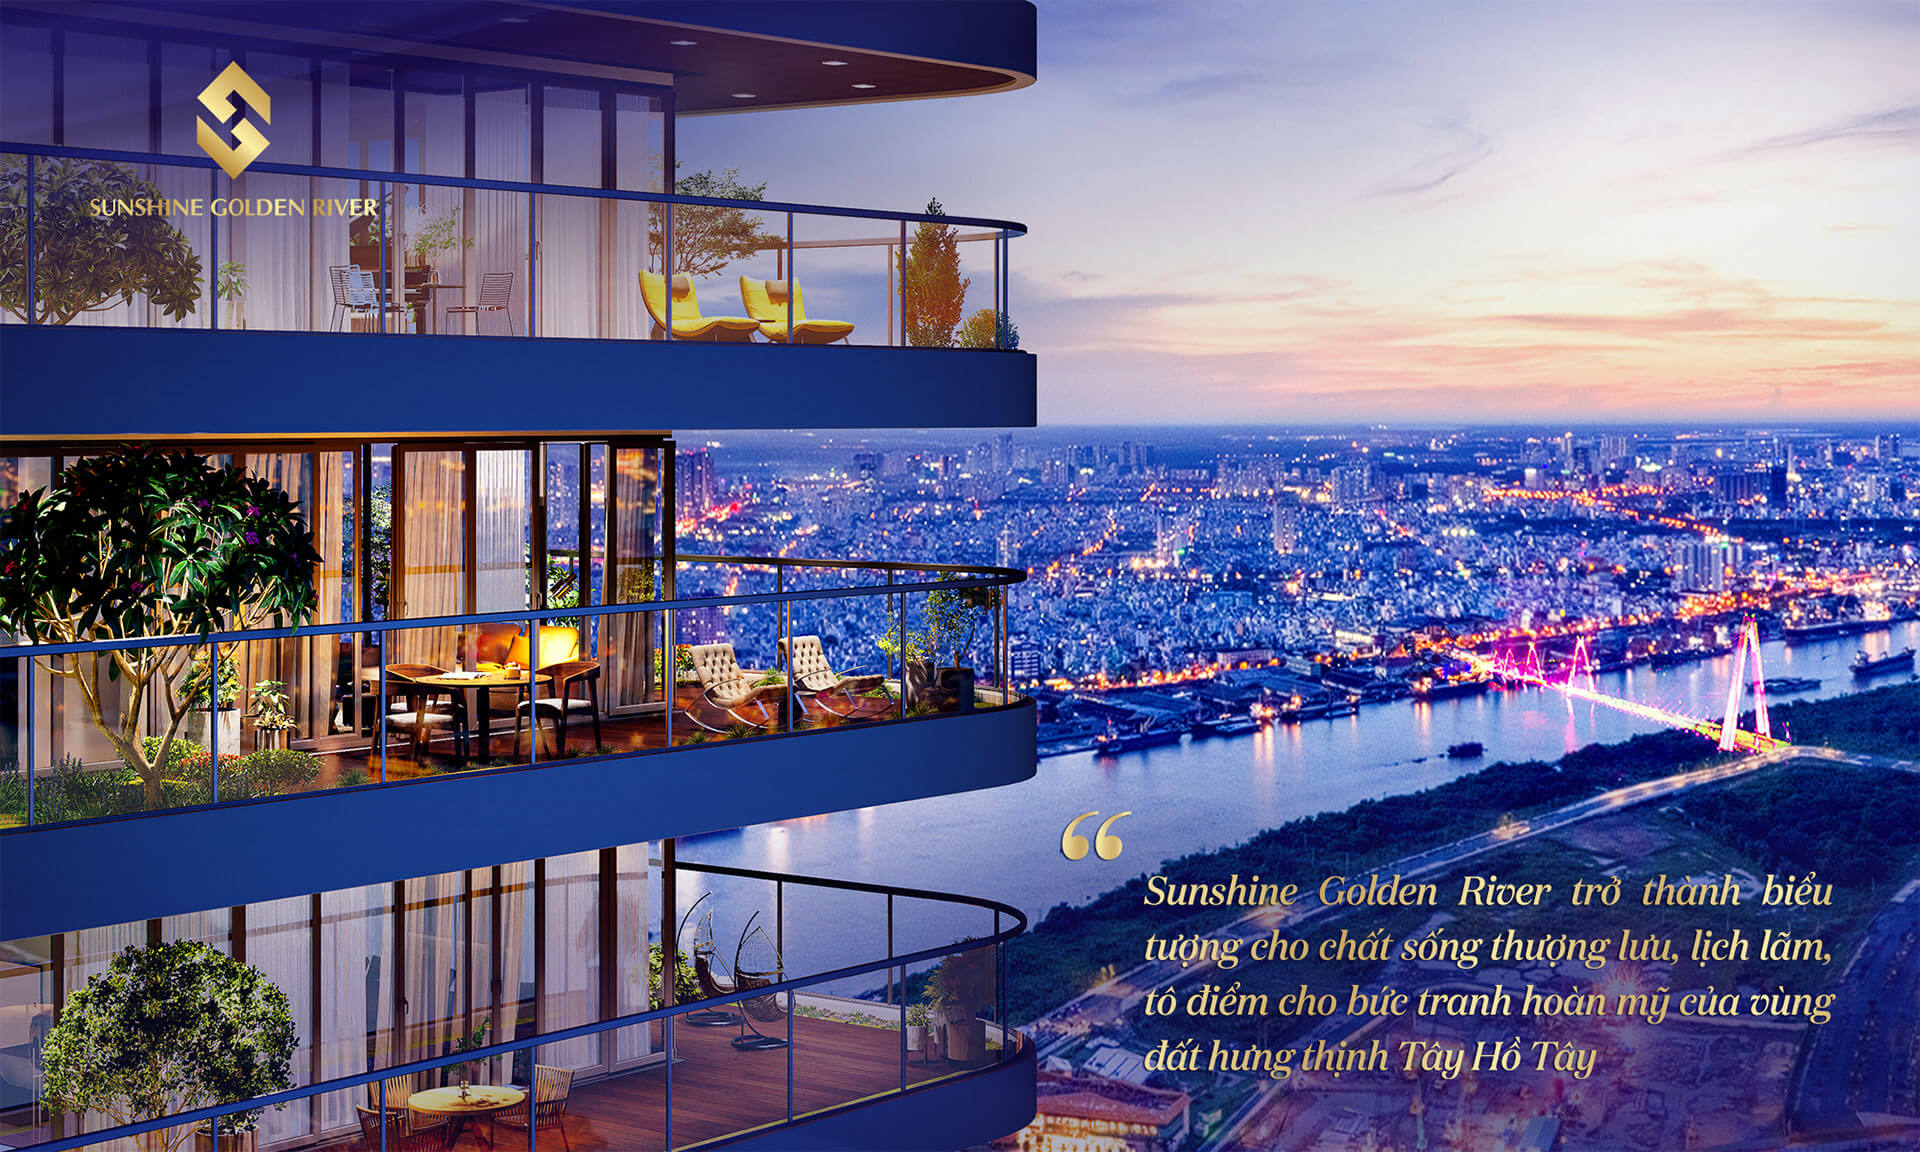 SUNSHINE GOLDEN RIVER
“
Sunshine Golden River trở thành biểu
tượng cho chất sống thượng lưu, lịch lãm,
tô điểm cho bức tranh hoàn mỹ của vùng
đất hưng thịnh Tây Hồ Tây